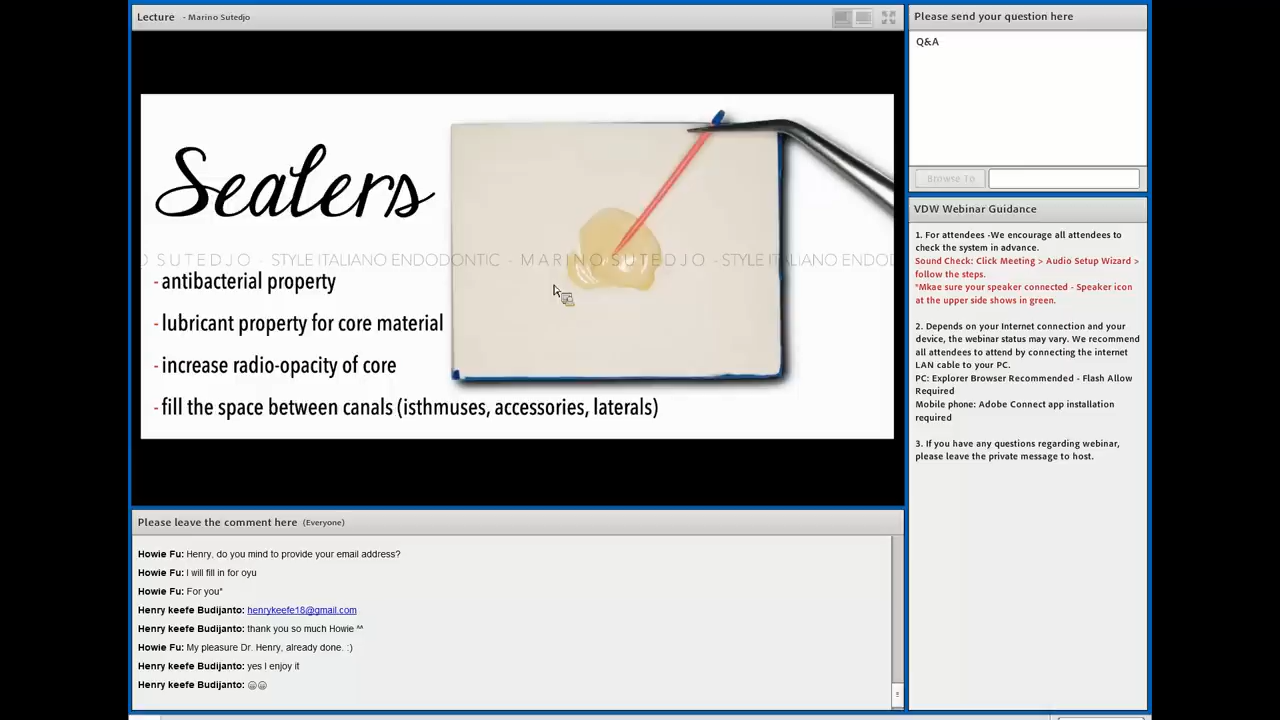 Lecture - Marino Sutedjo
Sealers
O SUTEDJO - STYLE ITALIANO ENDODONTIC - MARINO SUTEDJO - STYLE ITALIANO ENDOD
- antibacterial property
- lubricant property for core material
- increase radio-opacity of core
- fill the space between canals (isthmuses, accessories, laterals)
Please leave the comment here (Everyone)
Howie Fu: Henry, do you mind to provide your email address?
Howie Fu: I will fill in for oyu
Howie Fu: For you*
Henry keefe Budijanto: henrykeefe18@gmail.com
Henry keefe Budijanto: thank you so much Howie ^^
Howie Fu: My pleasure Dr. Henry, already done. :)
Henry keefe Budijanto: yes I enjoy it
Henry keefe Budijanto: 😄😄
Please send your question here
Q&A
Browse To
VDW Webinar Guidance
1. For attendees -We encourage all attendees to
check the system in advance.
Sound Check: Click Meeting > Audio Setup Wizard >
follow the steps.
*Mkae sure your speaker connected - Speaker icon
at the upper side shows in green.
2. Depends on your Internet connection and your
device, the webinar status may vary. We recommend
all attendees to attend by connecting the internet
LAN cable to your PC.
PC: Explorer Browser Recommended - Flash Allow
Required
Mobile phone: Adobe Connect app installation
required
3. If you have any questions regarding webinar,
please leave the private message to host.